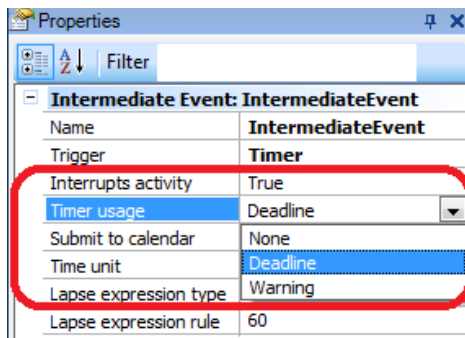 Properties
A Z Filter
Intermediate Event: IntermediateEvent
Name IntermediateEvent
Trigger Timer
Interrupts activity True
Timer usage Deadline
Submit to calendar None
Time unit Deadline
Lapse expression type Warning
Lapse expression rule 60